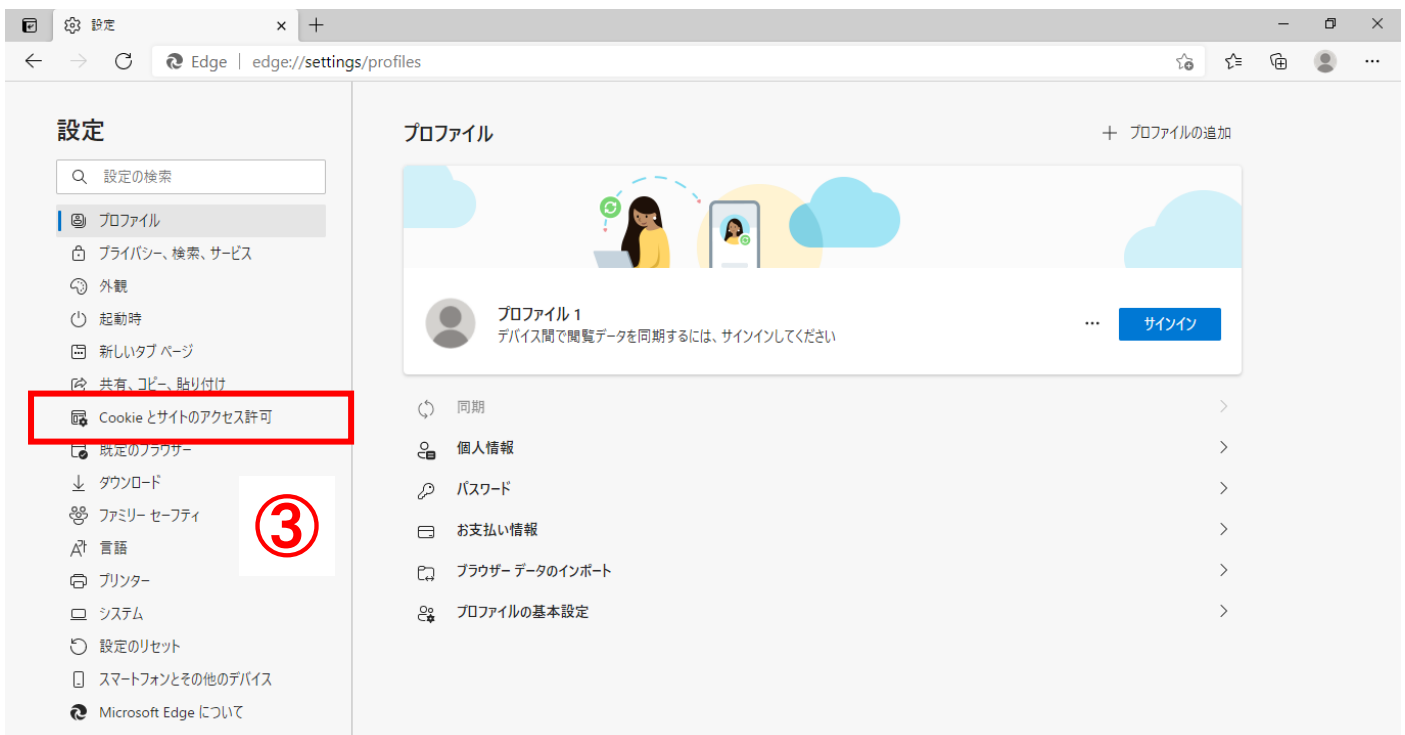 設定
Edge | edge://settings/profiles
設定
設定の検索
プロファイル
プライバシー、検索、サービス
外観
起動時
新しいタブ ページ
共有、コピー、貼り付け
Cookie とサイトのアクセス許可
既定のブラウザー
ダウンロード
ファミリー セーフティ
言語
プリンター
システム
設定のリセット
スマートフォンとその他のデバイス
Microsoft Edge について
③
プロファイル
プロファイルの追加
プロファイル 1
デバイス間で閲覧データを同期するには、サインインしてください
サインイン
同期
個人情報
パスワード
お支払い情報
ブラウザー データのインポート
プロファイルの基本設定